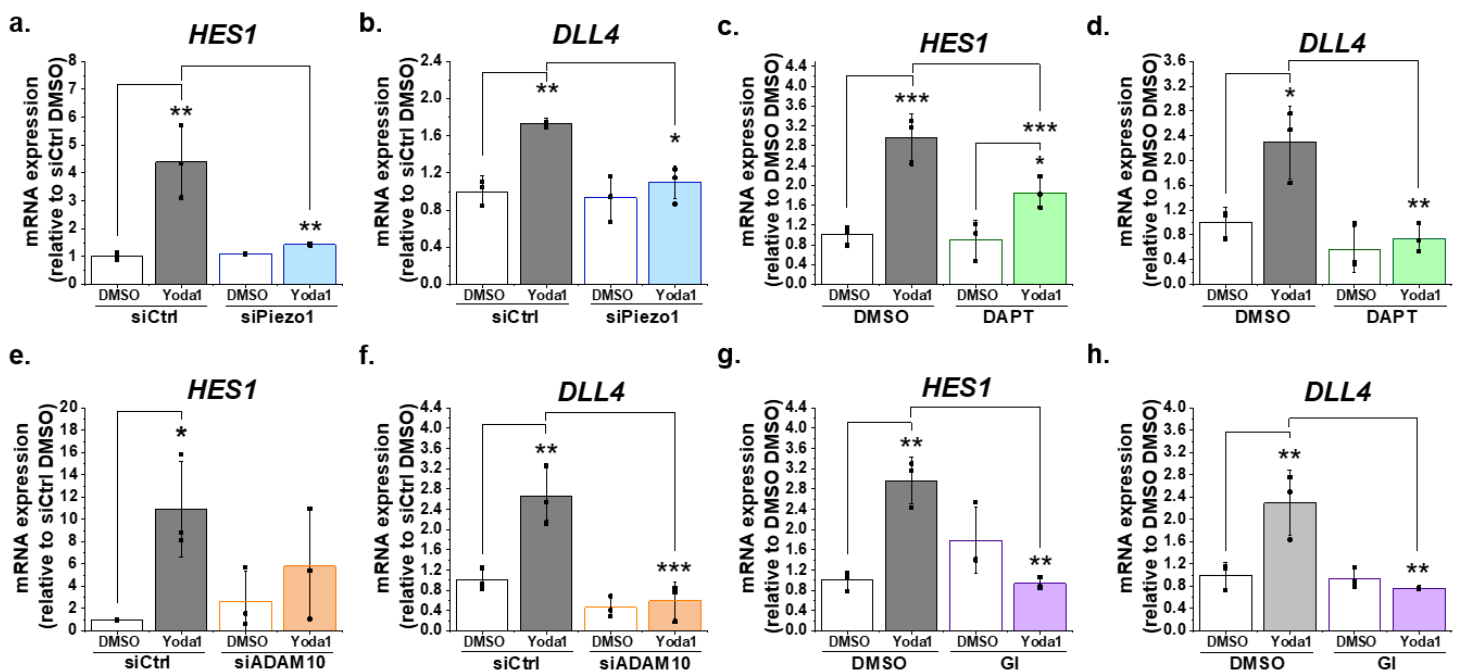 a.
HES1
mRNA expression
(relative to siCtrl DMSO)
8
7
6
5
4
3
2
1
0
**
**
DMSO Yoda1 DMSO Yoda1
siCtrl siPiezo1
b.
DLL4
mRNA expression
(relative to siCtrl DMSO)
2.4
2.0
1.6
1.2
0.8
0.4
0.0
**
*
DMSO Yoda1 DMSO Yoda1
siCtrl siPiezo1
c.
HES1
mRNA expression
(relative to DMSO DMSO)
4.8
4.4
4.0
3.6
3.2
2.8
2.4
2.0
1.6
1.2
0.8
0.4
0.0
***
***
*
DMSO Yoda1 DMSO Yoda1
DMSO DAPT
d.
DLL4
mRNA expression
(relative to DMSO DMSO)
3.6
3.2
2.8
2.4
2.0
1.6
1.2
0.8
0.4
0.0
*
**
DMSO Yoda1 DMSO Yoda1
DMSO DAPT
e.
HES1
mRNA expression
(relative to siCtrl DMSO)
20
18
16
14
12
10
8
6
4
2
0
*
DMSO Yoda1 DMSO Yoda1
siCtrl siADAM10
f.
DLL4
mRNA expression
(relative to siCtrl DMSO)
4.4
4.0
3.6
3.2
2.8
2.4
2.0
1.6
1.2
0.8
0.4
0.0
**
***
DMSO Yoda1 DMSO Yoda1
siCtrl siADAM10
g.
HES1
mRNA expression
(relative to DMSO DMSO)
4.4
4.0
3.6
3.2
2.8
2.4
2.0
1.6
1.2
0.8
0.4
0.0
**
**
DMSO Yoda1 DMSO Yoda1
DMSO GI
h.
DLL4
mRNA expression
(relative to DMSO DMSO)
4.0
3.6
3.2
2.8
2.4
2.0
1.6
1.2
0.8
0.4
0.0
**
**
DMSO Yoda1 DMSO Yoda1
DMSO GI